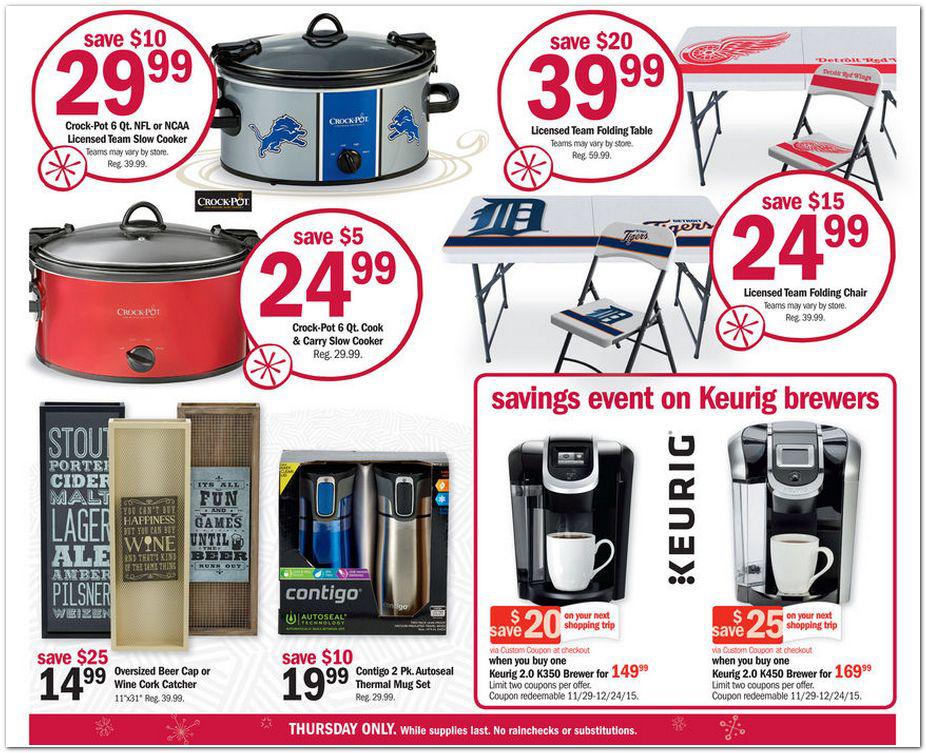 save $10
29.99
Crock-Pot 6 Qt. NFL or NCAA
Licensed Team Slow Cooker
Teams may vary by store.
Reg. 39.99.
CROCK-POT
save $20
39.99
Licensed Team Folding Table
Reg. 59.99.
Detroit Red W
Detroit Red Wings
CROCK-POT
save $5
24.99
Crock-Pot 6 Qt. Cook
& Carry Slow Cooker
Reg. 29.99.
CROCK-POT
D
DETROIT
Tigers
Tigers
save $15
24.99
Licensed Team Folding Chair
Teams may vary by store.
Reg. 39.99.
STOUT
PORTER
CIDER
MALT
LAGER
ALE
AMBER
PILSNER
WEIZEN
YOU CAN'T BUY
HAPPINESS
BUT YOU CAN BUY
WINE
AND THAT'S KIND
OF THE SAME THING
IT'S ALL
FUN
AND
GAMES
UNTIL
THE
BEER
RUNS OUT
save $25
14.99
Oversized Beer Cap or
Wine Cork Catcher
11"x31" Reg. 39.99.
contigo
AUTOSEAL
TECHNOLOGY
contigo
save $10
19.99
Contigo 2 Pk. Autoseal
Thermal Mug Set
Reg. 29.99.
savings event on Keurig brewers
KEURIG
save $20 on your next
shopping trip
via Custom Coupon at checkout
when you buy one
Keurig 2.0 K350 Brewer for 149.99
Limit two coupons per offer.
Coupon redeemable 11/29-12/24/15.
save $25 on your next
shopping trip
via Custom Coupon at checkout
when you buy one
Keurig 2.0 K450 Brewer for 169.99
Limit two coupons per offer.
Coupon redeemable 11/29-12/24/15.
THURSDAY ONLY. While supplies last. No rainchecks or substitutions.